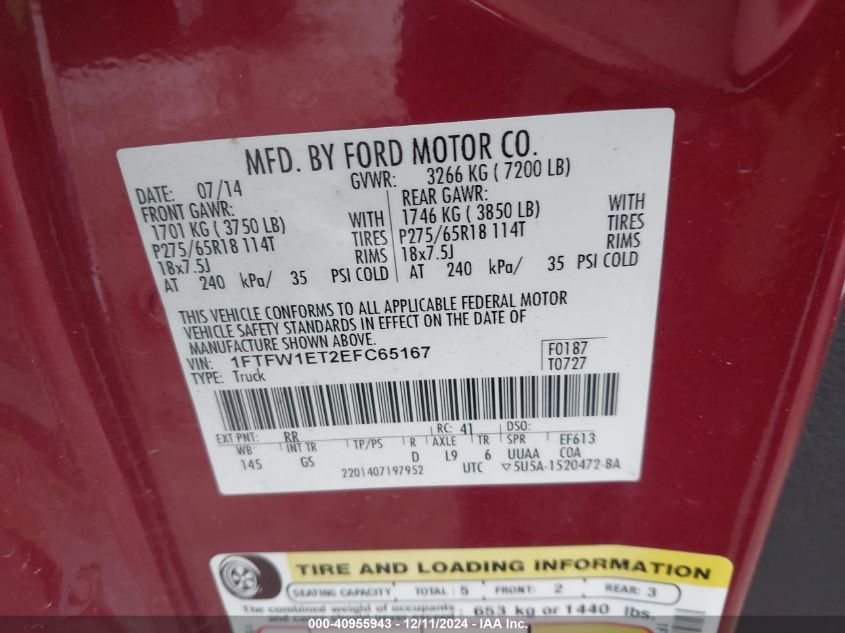 MFD. BY FORD MOTOR CO.
DATE: 07/14 GVWR: 3266 KG ( 7200 LB)
FRONT GAWR: REAR GAWR:
1701 KG ( 3750 LB) WITH 1746 KG ( 3850 LB) WITH
P275/65R18 114T TIRES P275/65R18 114T TIRES
18x7.5J RIMS 18x7.5J RIMS
AT 240 kPa/ 35 PSI COLD AT 240 kPa/ 35 PSI COLD
THIS VEHICLE CONFORMS TO ALL APPLICABLE FEDERAL MOTOR
VEHICLE SAFETY STANDARDS IN EFFECT ON THE DATE OF
MANUFACTURE SHOWN ABOVE.
VIN: 1FTFW1ET2EFC65167 F0187
TYPE: Truck T0727
EXT PNT: RR RC: 41 DSO:
WB INT TR TP/PS R AXLE TR SPR EF613
145 GS D L9 6 UUAA COA
2201407197952 UTC ▽5U5A-1520472-BA
TIRE AND LOADING INFORMATION
SEATING CAPACITY TOTAL : 5 FRONT: 2 REAR: 3
The combined weight of occupants 653 kg or 1440 lbs.
000-40955943 - 12/11/2024 - IAA Inc.